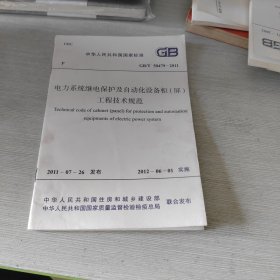 UDC
中华人民共和国国家标准
GB
P
GB/T 50479-2011
电力系统继电保护及自动化设备柜(屏)
工程技术规范
Technical code of cabinet (panel) for protection and automation
equipments of electric power system
2011-07-26 发布
2012-06-01 实施
中华人民共和国住房和城乡建设部
中华人民共和国国家质量监督检验检疫总局
联合发布